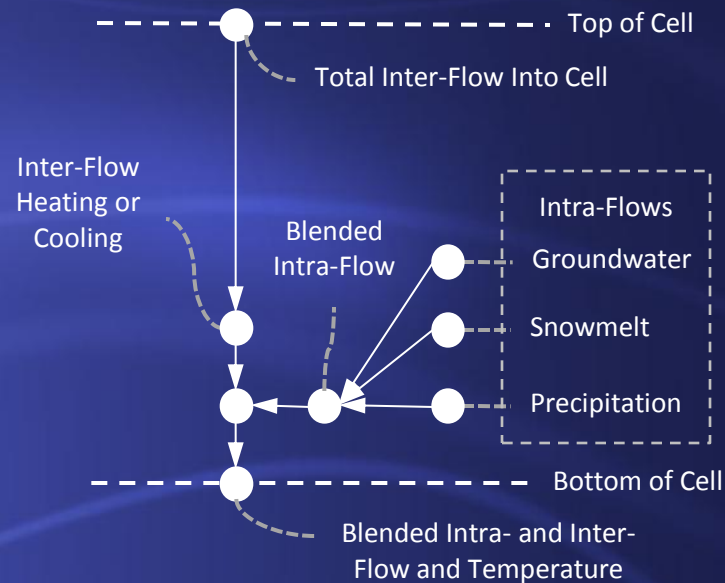 Top of Cell
Total Inter-Flow Into Cell
Inter-Flow
Heating or
Cooling
Blended
Intra-Flow
Intra-Flows
Groundwater
Snowmelt
Precipitation
Bottom of Cell
Blended Intra- and Inter-
Flow and Temperature